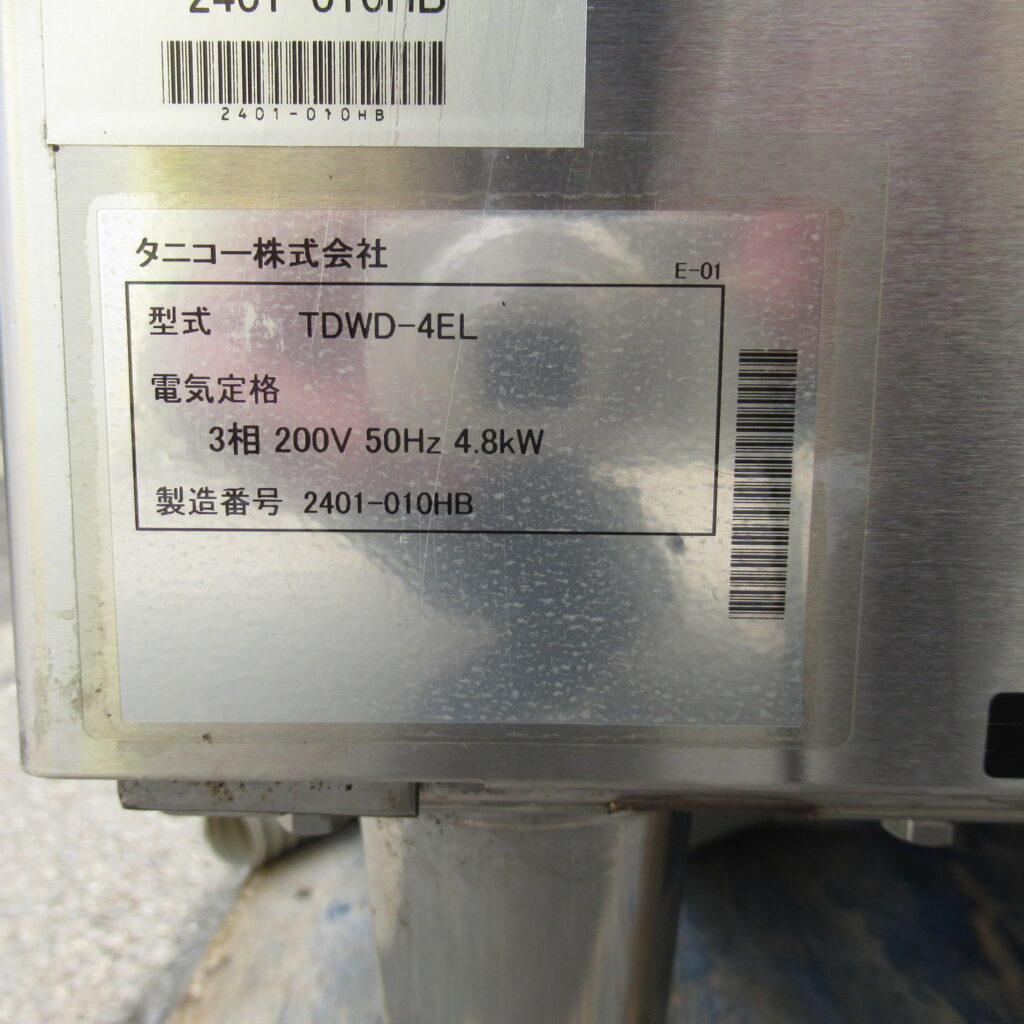 2401-010HB
2401-010HB
タニコー株式会社
E-01
型式 TDWD-4EL
電気定格
3相 200V 50Hz 4.8kW
製造番号 2401-010HB